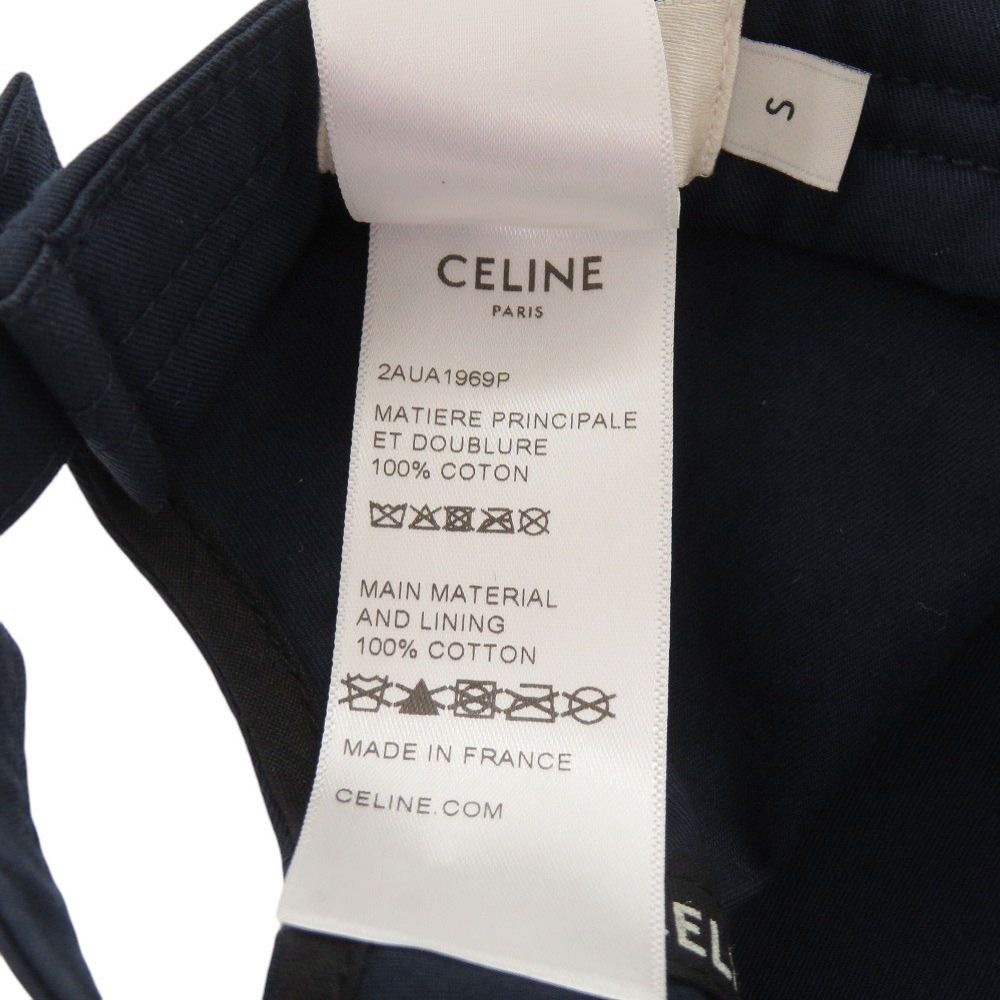 S
CELINE
PARIS
2AUA1969P
MATIERE PRINCIPALE
ET DOUBLURE
100% COTON
MAIN MATERIAL
AND LINING
100% COTTON
MADE IN FRANCE
CELINE.COM